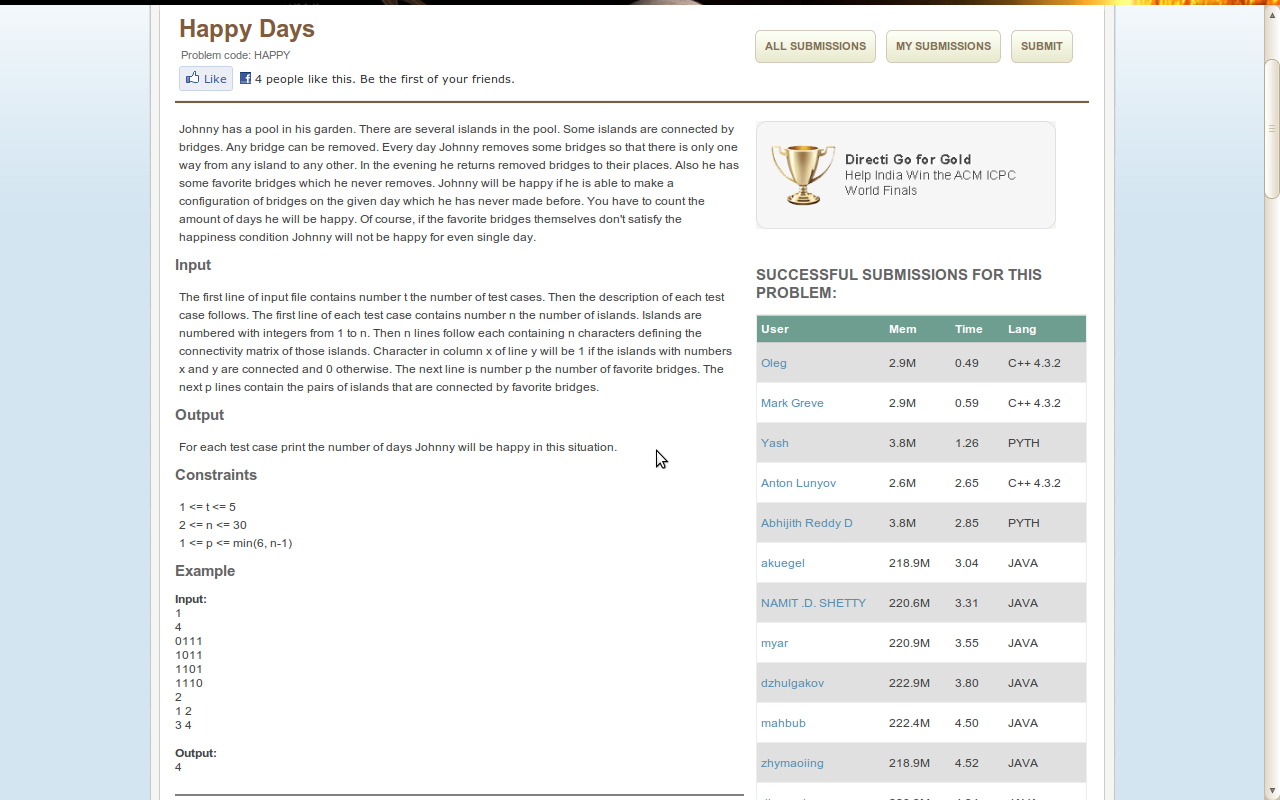 Happy Days
Problem code: HAPPY
Like
4 people like this. Be the first of your friends.
ALL SUBMISSIONS
MY SUBMISSIONS
SUBMIT
Johnny has a pool in his garden. There are several islands in the pool. Some islands are connected by
bridges. Any bridge can be removed. Every day Johnny removes some bridges so that there is only one
way from any island to any other. In the evening he returns removed bridges to their places. Also he has
some favorite bridges which he never removes. Johnny will be happy if he is able to make a
configuration of bridges on the given day which he has never made before. You have to count the
amount of days he will be happy. Of course, if the favorite bridges themselves don't satisfy the
happiness condition Johnny will not be happy for even single day.
Input
The first line of input file contains number t the number of test cases. Then the description of each test
case follows. The first line of each test case contains number n the number of islands. Islands are
numbered with integers from 1 to n. Then n lines follow each containing n characters defining the
connectivity matrix of those islands. Character in column x of line y will be 1 if the islands with numbers
x and y are connected and 0 otherwise. The next line is number p the number of favorite bridges. The
next p lines contain the pairs of islands that are connected by favorite bridges.
Output
For each test case print the number of days Johnny will be happy in this situation.
Constraints
1 <= t <= 5
2 <= n <= 30
1 <= p <= min(6, n-1)
Example
Input:
1
4
0111
1011
1101
1110
2
1 2
3 4
Output:
4
Directi Go for Gold
Help India Win the ACM ICPC
World Finals
SUCCESSFUL SUBMISSIONS FOR THIS
PROBLEM:
User Mem Time Lang
Oleg 2.9M 0.49 C++ 4.3.2
Mark Greve 2.9M 0.59 C++ 4.3.2
Yash 3.8M 1.26 PYTH
Anton Lunyov 2.6M 2.65 C++ 4.3.2
Abhijith Reddy D 3.8M 2.85 PYTH
akuegel 218.9M 3.04 JAVA
NAMIT .D. SHETTY 220.6M 3.31 JAVA
myar 220.9M 3.55 JAVA
dzhulgakov 222.9M 3.80 JAVA
mahbub 222.4M 4.50 JAVA
zhymaoiing 218.9M 4.52 JAVA